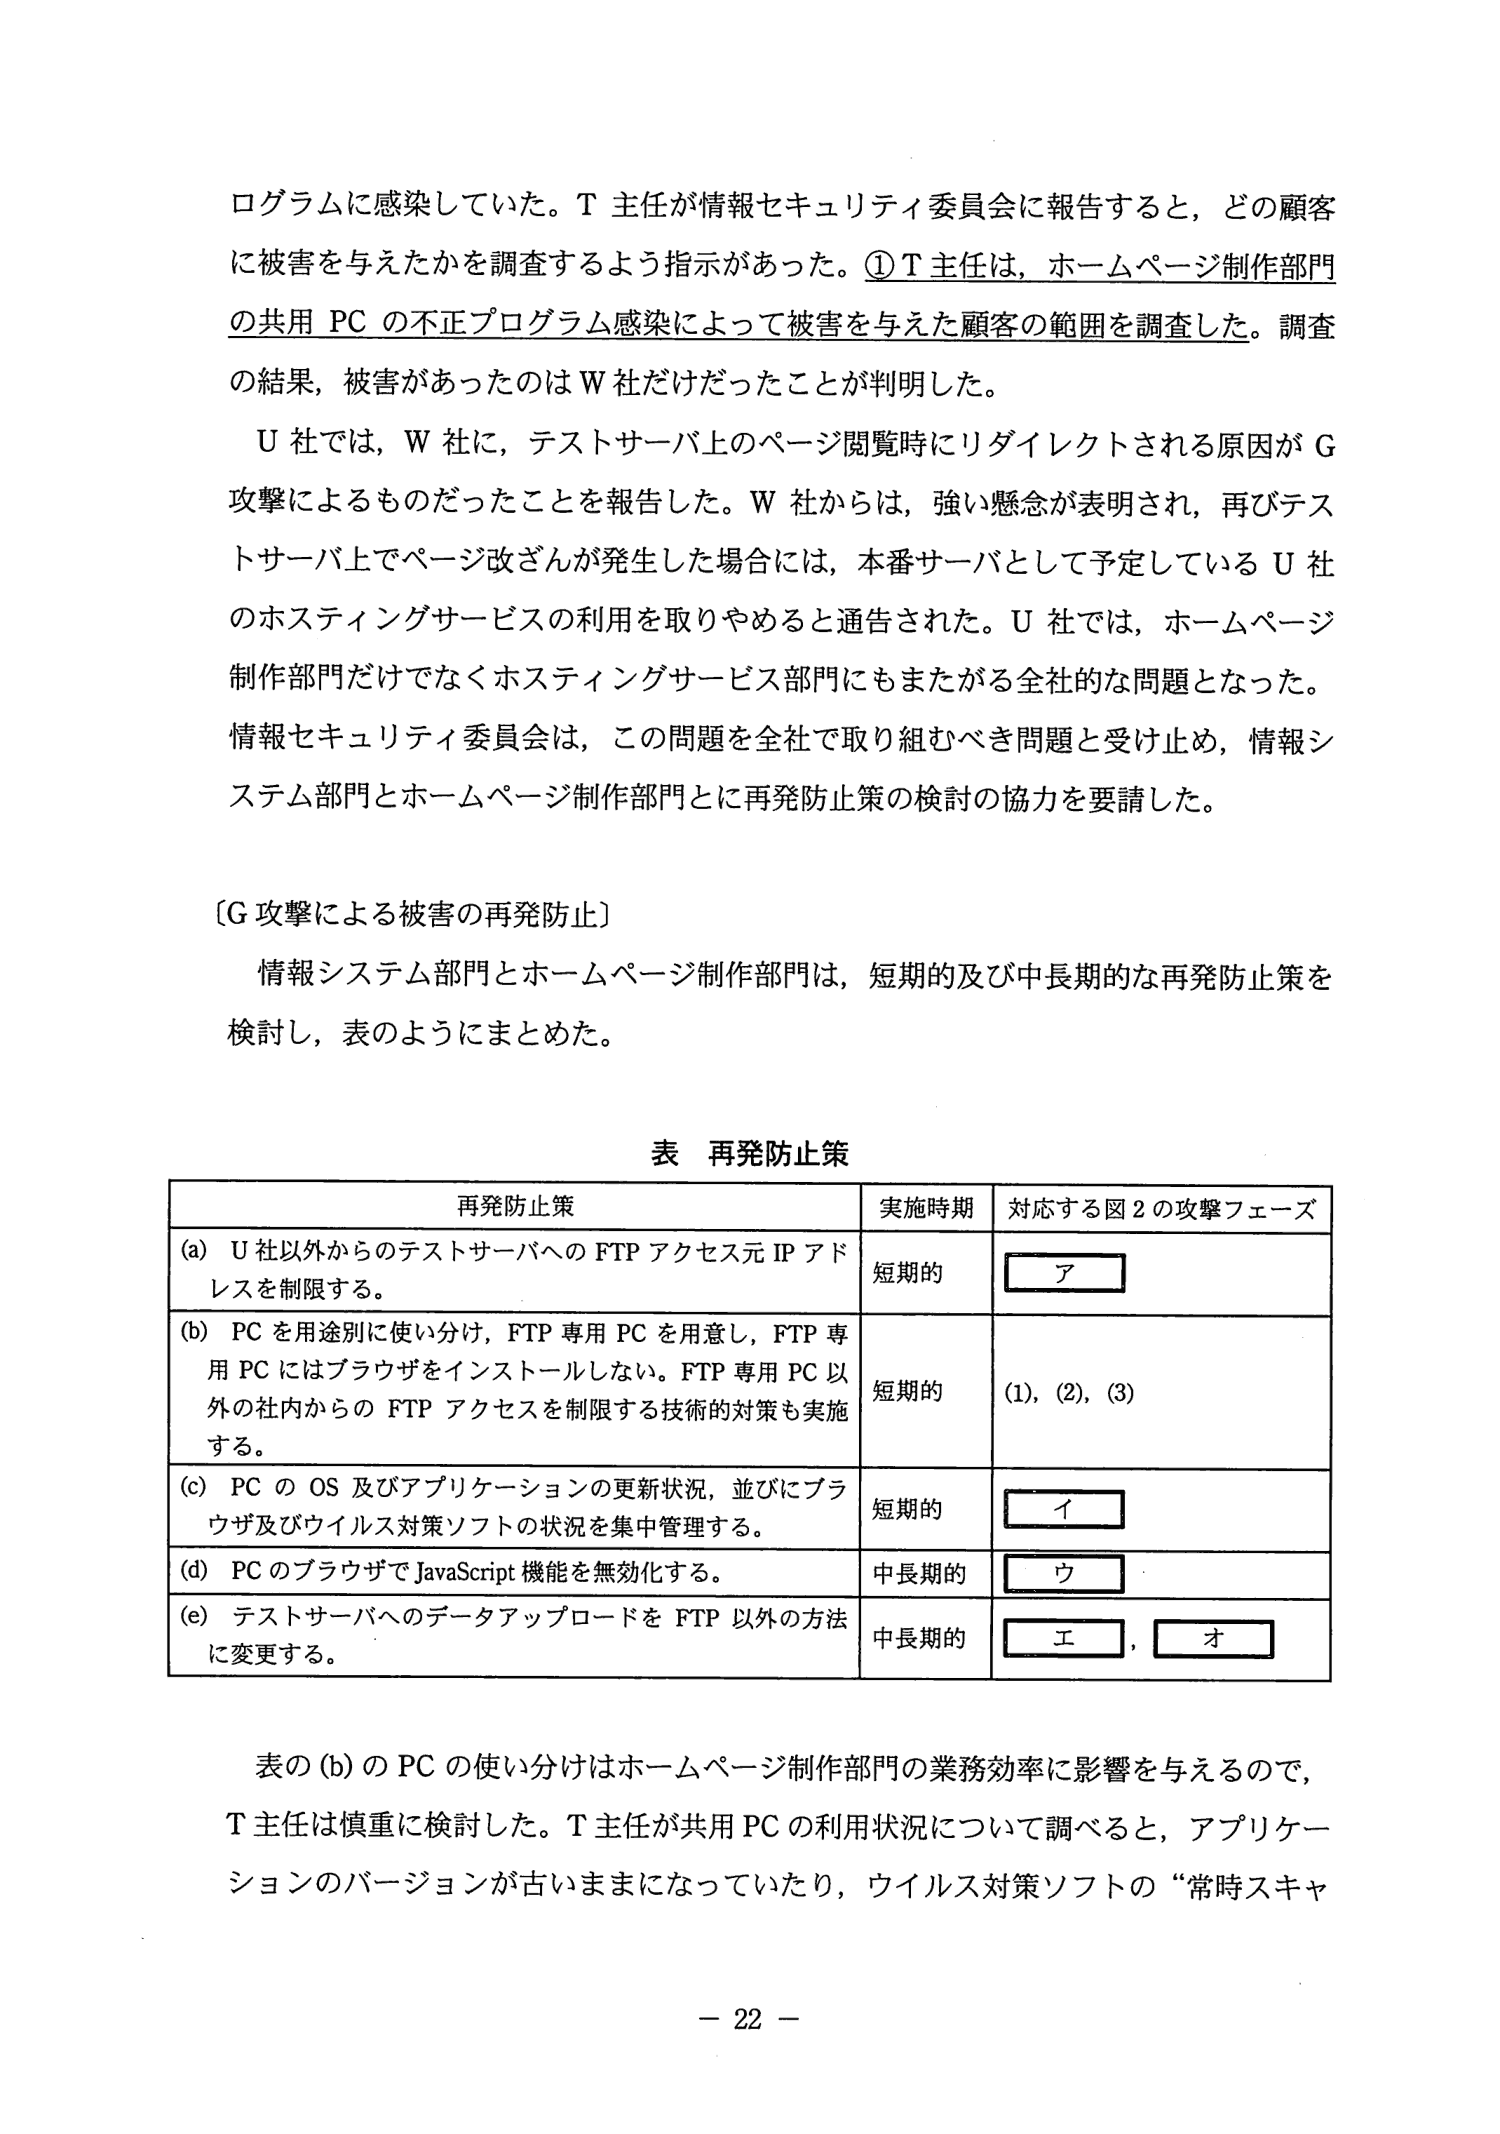 ログラムに感染していた。T 主任が情報セキュリティ委員会に報告すると，どの顧客
に被害を与えたかを調査するよう指示があった。①T 主任は，ホームページ制作部門
の共用 PC の不正プログラム感染によって被害を与えた顧客の範囲を調査した。調査
の結果，被害があったのは W 社だけだったことが判明した。
U 社では，W 社に，テストサーバ上のページ閲覧時にリダイレクトされる原因が G
攻撃によるものだったことを報告した。W 社からは，強い懸念が表明され，再びテス
トサーバ上でページ改ざんが発生した場合には，本番サーバとして予定している U 社
のホスティングサービスの利用を取りやめると通告された。U 社では，ホームページ
制作部門だけでなくホスティングサービス部門にもまたがる全社的な問題となった。
情報セキュリティ委員会は，この問題を全社で取り組むべき問題と受け止め，情報シ
ステム部門とホームページ制作部門とに再発防止策の検討の協力を要請した。
〔G 攻撃による被害の再発防止〕
情報システム部門とホームページ制作部門は，短期的及び中長期的な再発防止策を
検討し，表のようにまとめた。
表 再発防止策
再発防止策 実施時期 対応する図 2 の攻撃フェーズ
(a) U 社以外からのテストサーバへの FTP アクセス元 IP アド
レスを制限する。 短期的 ア
(b) PC を用途別に使い分け，FTP 専用 PC を用意し，FTP 専
用 PC にはブラウザをインストールしない。FTP 専用 PC 以
外の社内からの FTP アクセスを制限する技術的対策も実施
する。 短期的 (1)，(2)，(3)
(c) PC の OS 及びアプリケーションの更新状況，並びにブラ
ウザ及びウイルス対策ソフトの状況を集中管理する。 短期的 イ
(d) PC のブラウザで JavaScript 機能を無効化する。 中長期的 ウ
(e) テストサーバへのデータアップロードを FTP 以外の方法
に変更する。 中長期的 エ ， オ
表の (b) の PC の使い分けはホームページ制作部門の業務効率に影響を与えるので，
T 主任は慎重に検討した。T 主任が共用 PC の利用状況について調べると，アプリケー
ションのバージョンが古いままになっていたり，ウイルス対策ソフトの“常時スキャ
－ 22 －